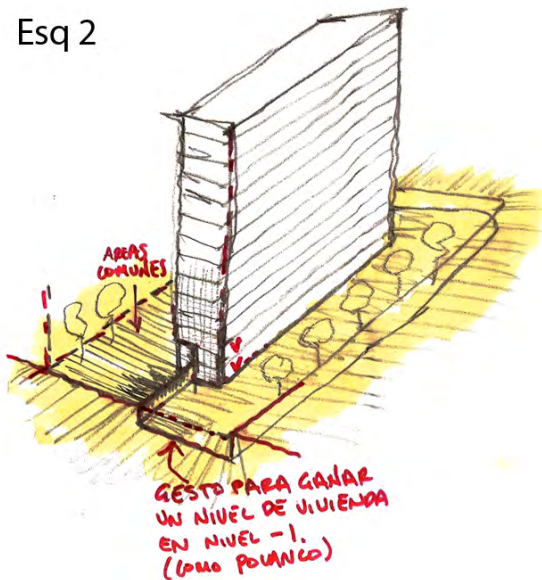 Esq 2
AREAS
COMUNES
GESTO PARA GANAR
UN NIVEL DE VIVIENDA
EN NIVEL -1.
(COMO POLANCO)